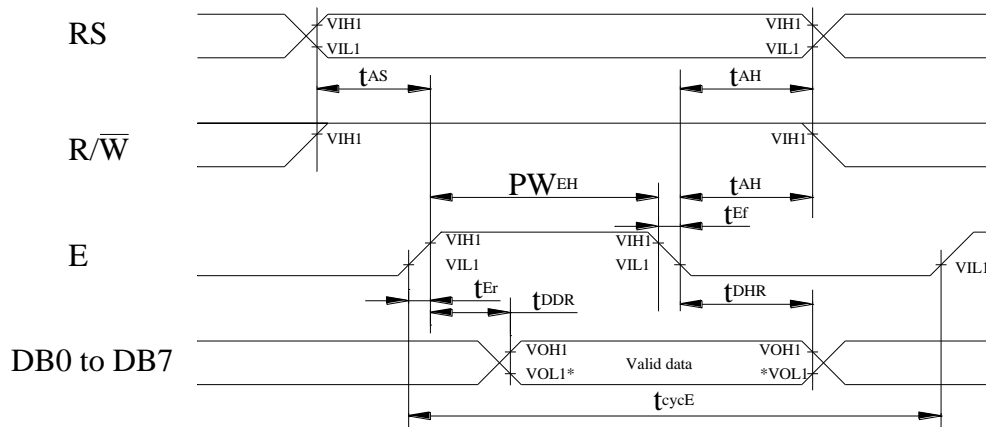 RS
VIH1
VIL1
VIH1
VIL1
tAS
tAH
R/W̅
VIH1
VIH1
PWEH
tAH
tEf
E
VIH1
VIL1
VIH1
VIL1
VIL1
tEr
tDDR
tDHR
DB0 to DB7
VOH1
VOL1*
Valid data
VOH1
*VOL1
tcycE